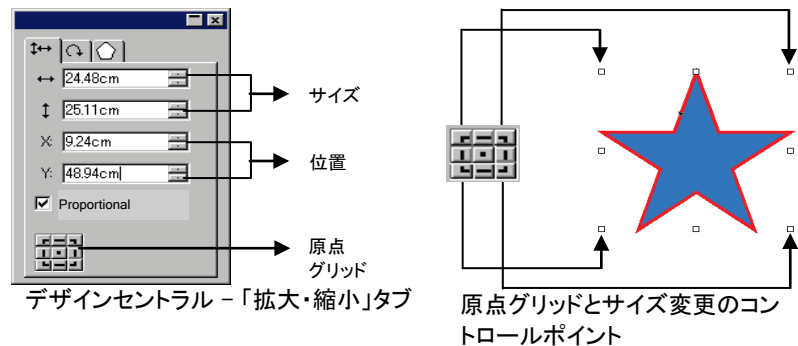 24.48cm
25.11cm
サイズ
X: 9.24cm
位置
Y: 48.94cm
Proportional
原点
グリッド
デザインセントラル – 「拡大・縮小」タブ
原点グリッドとサイズ変更のコン
トロールポイント